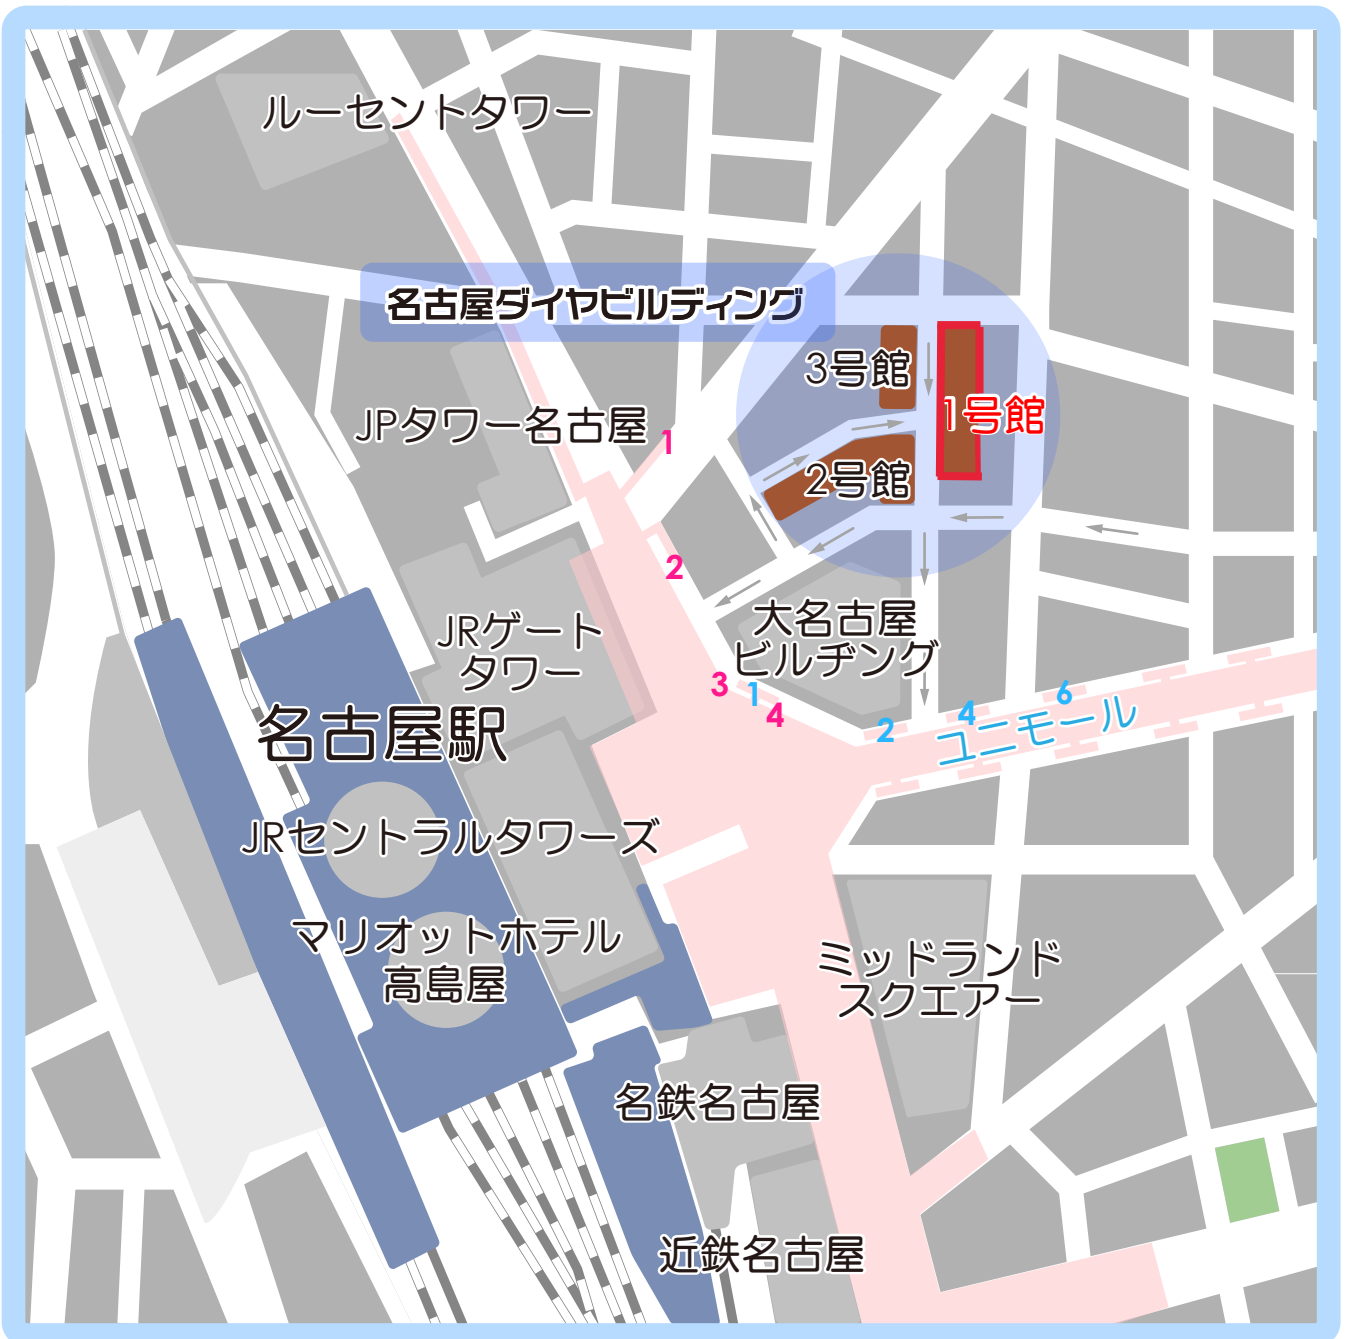 ルーセントタワー
名古屋ダイヤビルディング
3号館
1号館
JPタワー名古屋
1
2号館
2
JRゲート
タワー
大名古屋
ビルヂング
3
1
4
2
4
6
ユニモール
名古屋駅
JRセントラルタワーズ
マリオットホテル
高島屋
ミッドランド
スクエアー
名鉄名古屋
近鉄名古屋